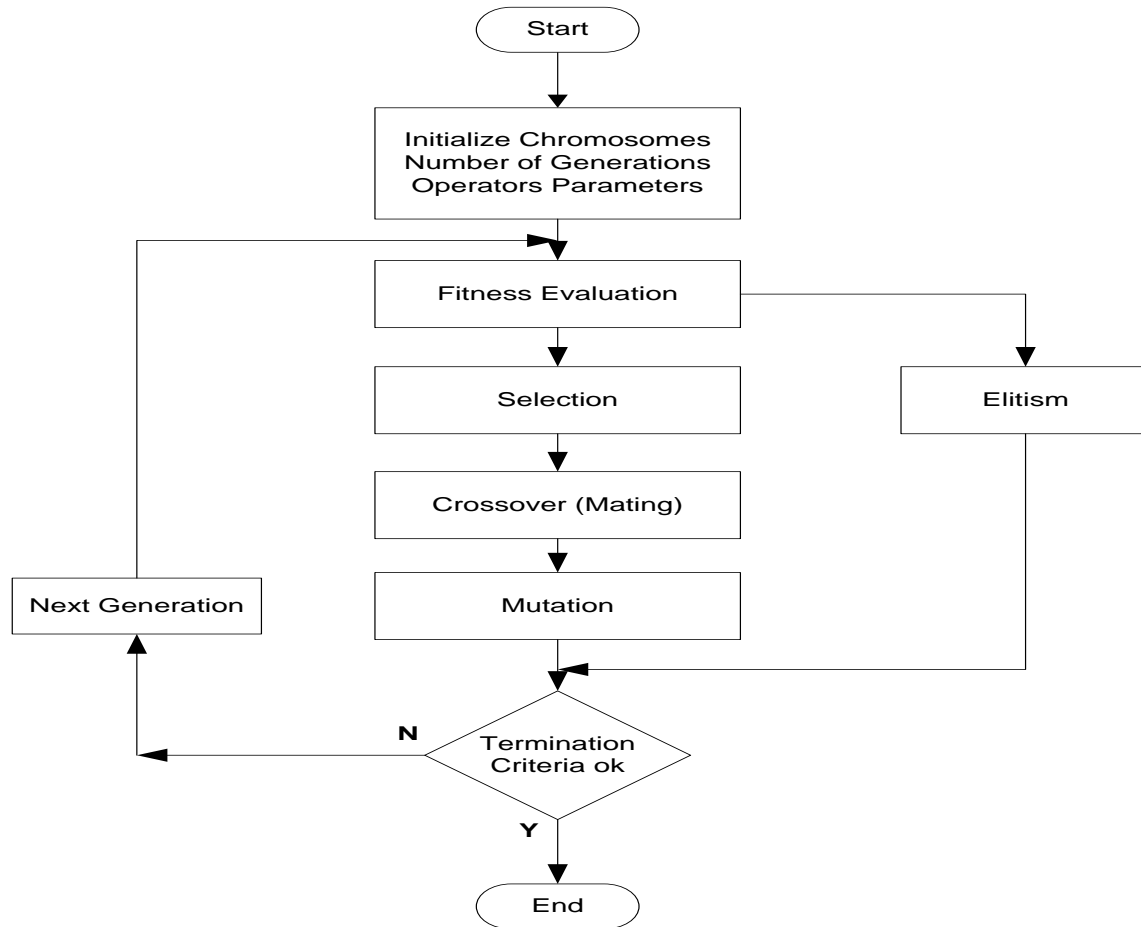 Start
Initialize Chromosomes
Number of Generations
Operators Parameters
Fitness Evaluation
Selection
Elitism
Crossover (Mating)
Next Generation
Mutation
N
Termination
Criteria ok
Y
End